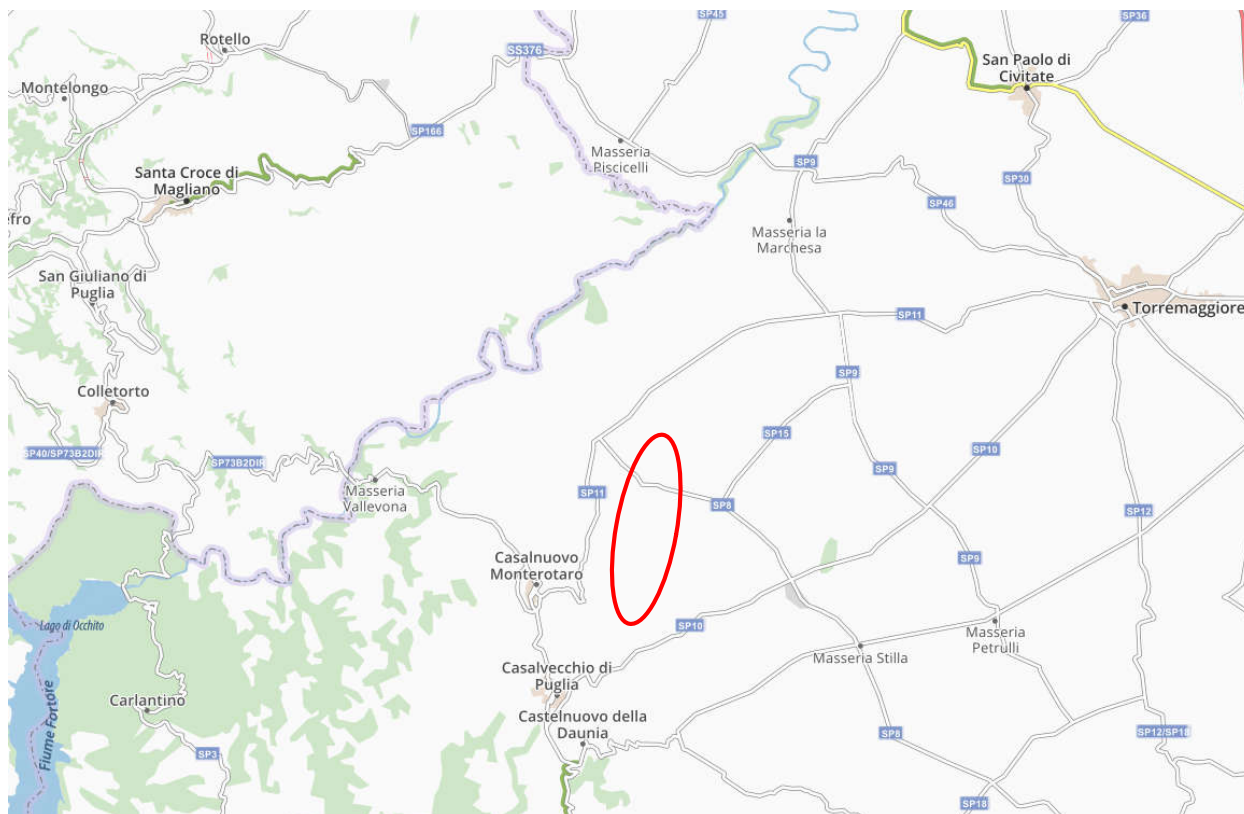 SP45
SP36
Rotello
SS376
San Paolo di
Civitate
Montelongo
SP166
Masseria
Piscicelli
SP9
Santa Croce di
Magliano
SP30
SP46
efro
Masseria la
Marchesa
San Giuliano di
Puglia
Torremaggiore
SP11
SP9
Colletorto
SP15
SP40/SP73B2DIR
SP73B2DIR
SP10
SP9
Masseria
Vallevona
SP11
SP8
SP12
Casalnuovo
Monterotaro
SP9
Lago di Occhito
SP10
Masseria
Petrulli
Masseria Stilla
Casalvecchio di
Puglia
Carlantino
Fiume Fortore
Castelnuovo della
Daunia
SP8
SP12/SP18
SP3
SP18